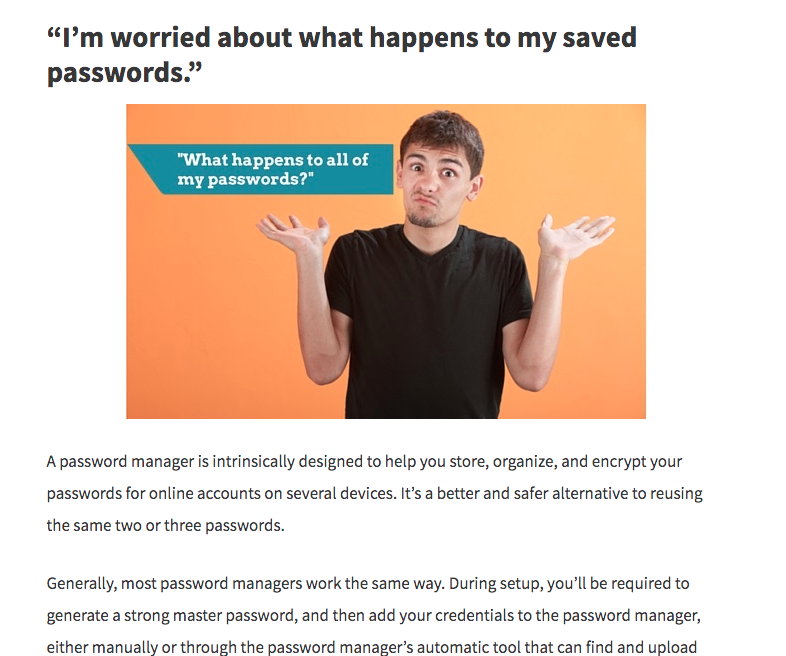 “I’m worried about what happens to my saved
passwords.”
"What happens to all of
my passwords?"
A password manager is intrinsically designed to help you store, organize, and encrypt your
passwords for online accounts on several devices. It’s a better and safer alternative to reusing
the same two or three passwords.
Generally, most password managers work the same way. During setup, you’ll be required to
generate a strong master password, and then add your credentials to the password manager,
either manually or through the password manager’s automatic tool that can find and upload